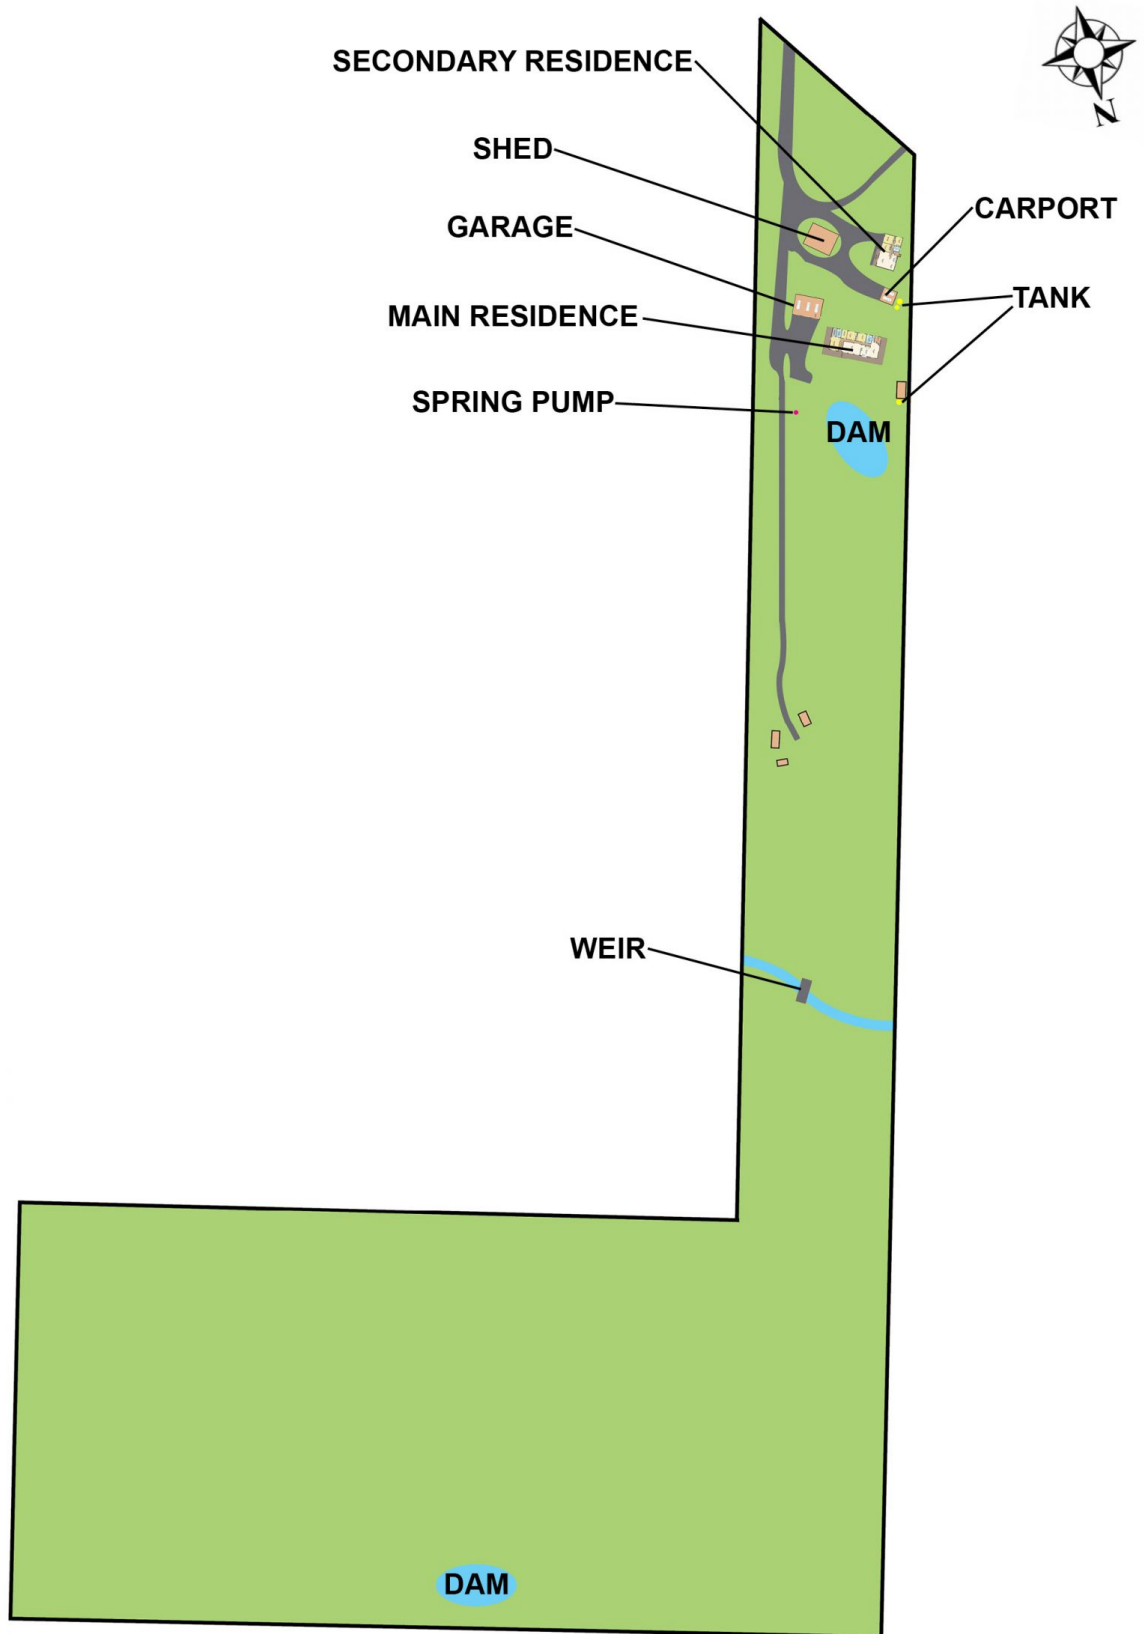 SECONDARY RESIDENCE
N
SHED
CARPORT
GARAGE
TANK
MAIN RESIDENCE
SPRING PUMP
DAM
WEIR
DAM